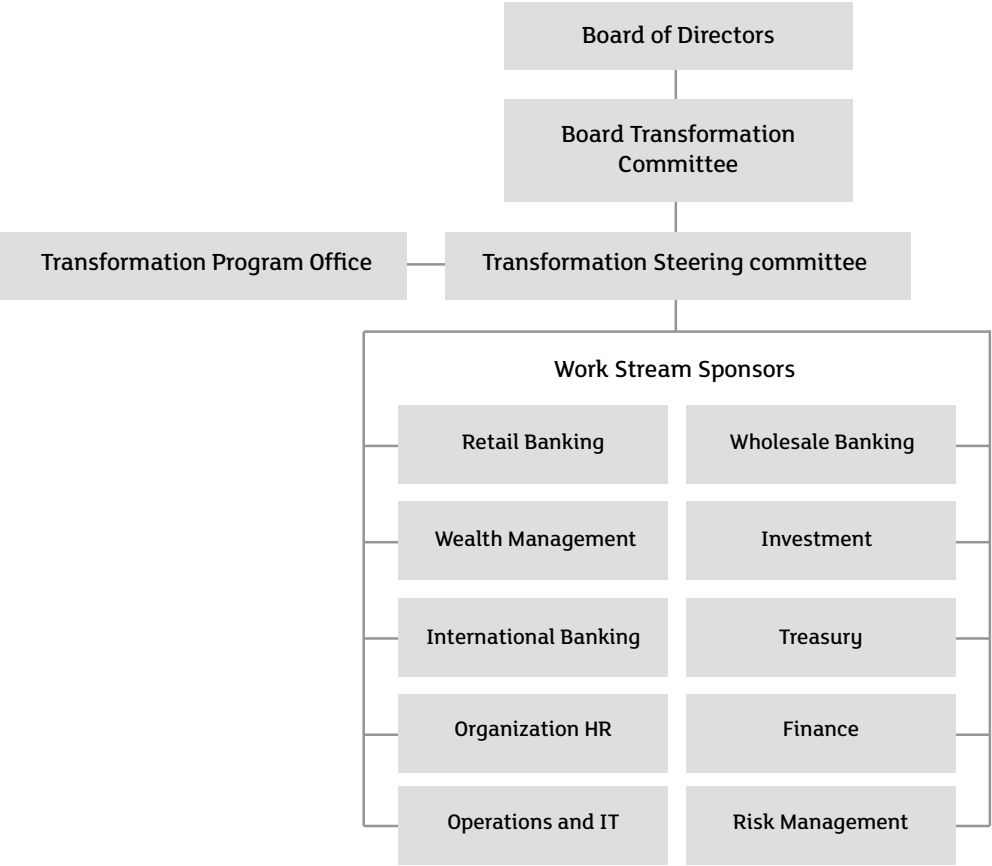 Board of Directors
Board Transformation
Committee
Transformation Program Office
Transformation Steering committee
Work Stream Sponsors
Retail Banking
Wholesale Banking
Wealth Management
Investment
International Banking
Treasury
Organization HR
Finance
Operations and IT
Risk Management